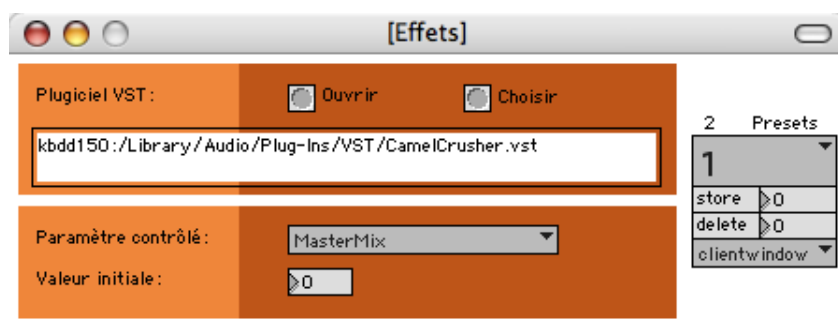 [Effets]
Plugiciel VST:
Ouvrir
Choisir
kbdd150:/Library/Audio/Plug-Ins/VST/CamelCrusher.vst
Paramètre contrôlé:
MasterMix
Valeur initiale:
0
2 Presets
1
store 0
delete 0
clientwindow